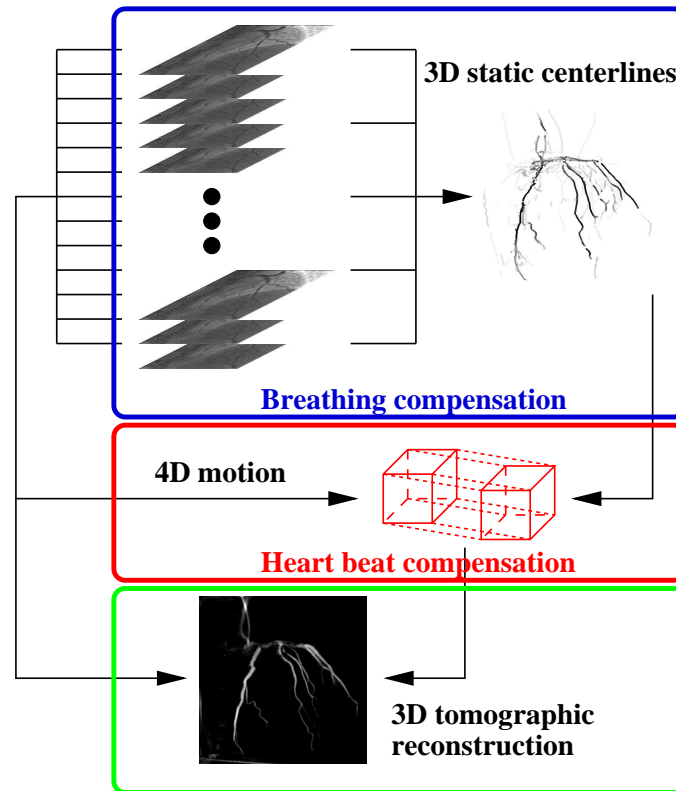 3D static centerlines
Breathing compensation
4D motion
Heart beat compensation
3D tomographic
reconstruction